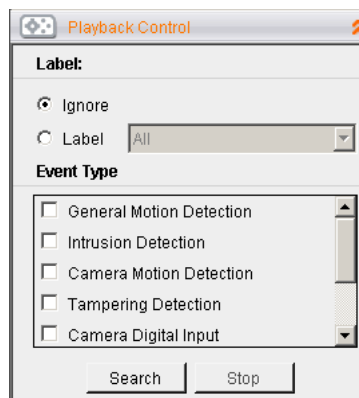 Playback Control
Label:
Ignore
Label All
Event Type
General Motion Detection
Intrusion Detection
Camera Motion Detection
Tampering Detection
Camera Digital Input
Search Stop